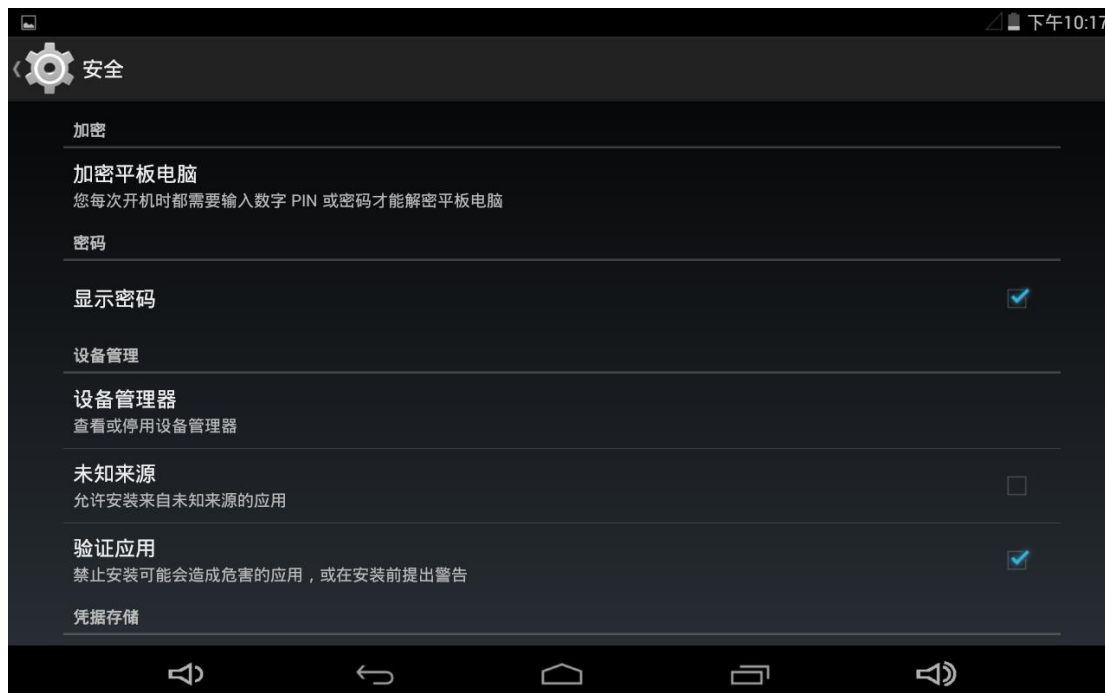 下午10:17
安全
加密
加密平板电脑
您每次开机时都需要输入数字 PIN 或密码才能解密平板电脑
密码
显示密码
设备管理
设备管理器
查看或停用设备管理器
未知来源
允许安装来自未知来源的应用
验证应用
禁止安装可能会造成危害的应用，或在安装前提出警告
凭据存储